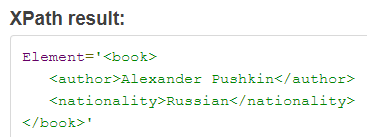 XPath result:
Element='<book>
<author>Alexander Pushkin</author>
<nationality>Russian</nationality>
</book>'